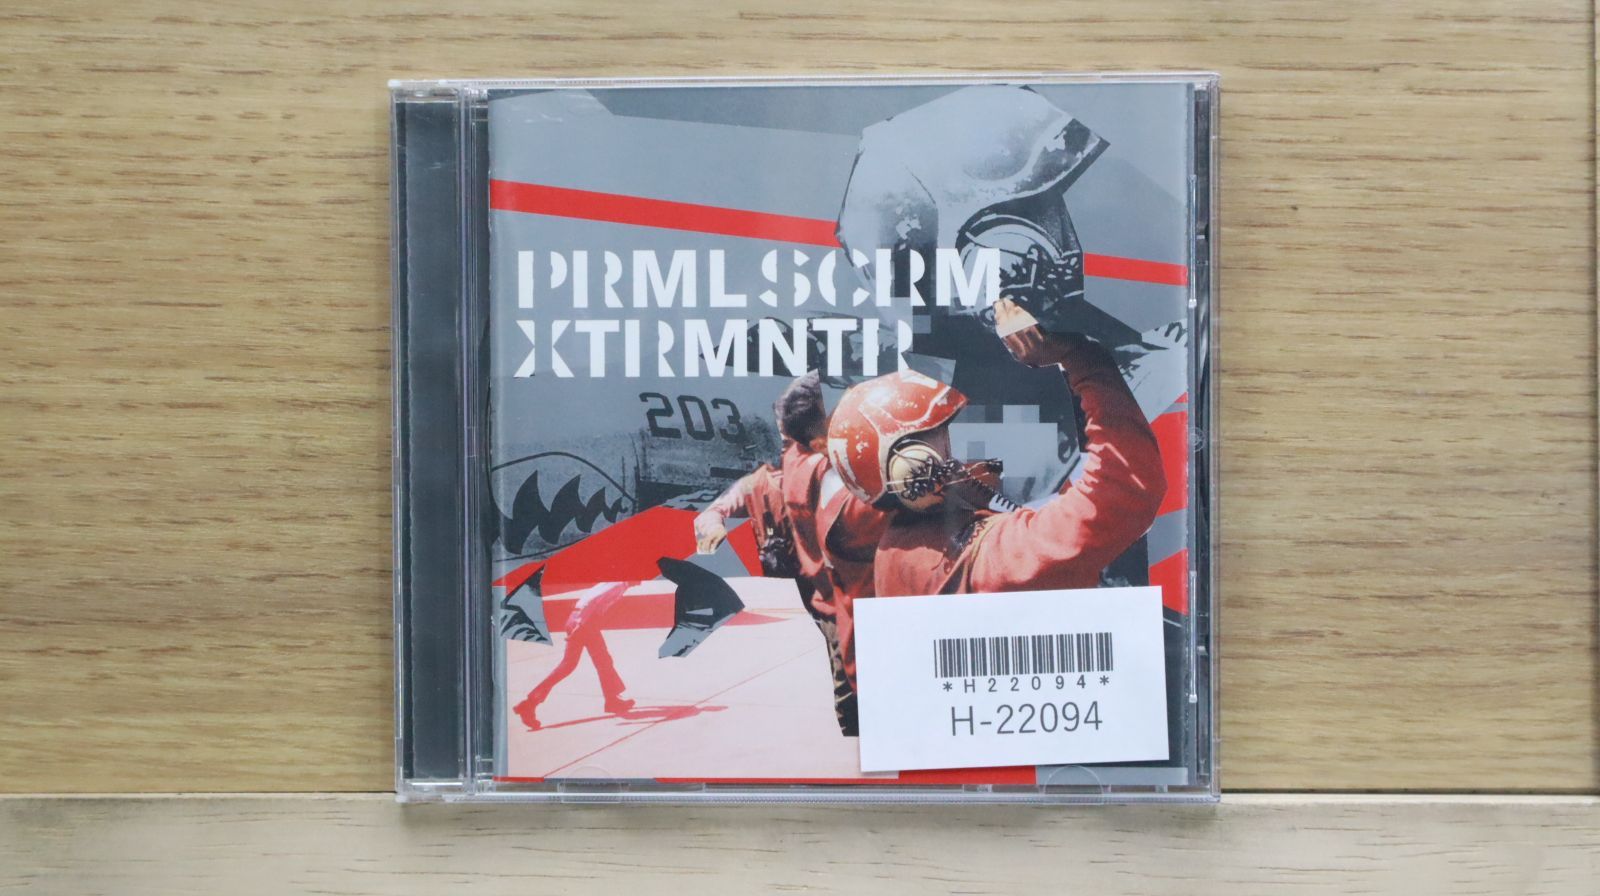 PRML SCRM
XTRMNTR
203
*H22094*
H-22094